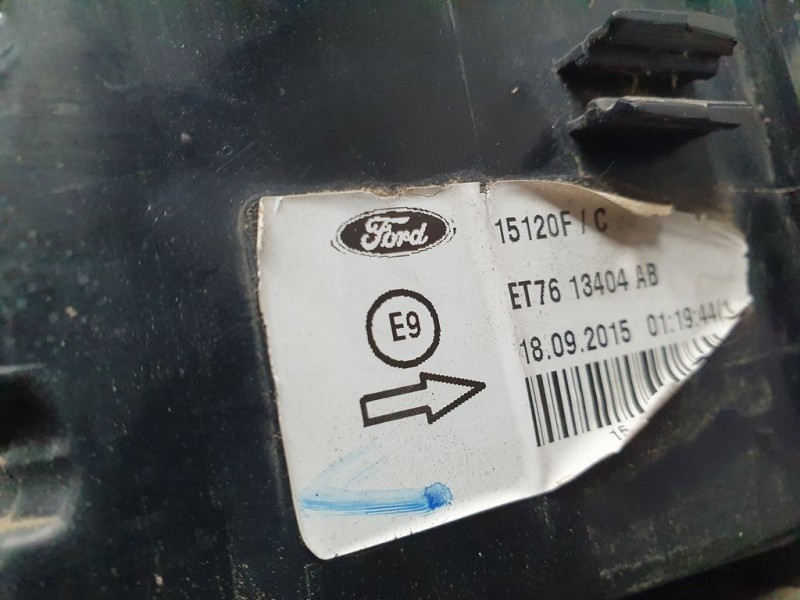 Ford
15120F / C
ET76 13404 AB
E9
18.09.2015 01:19:44/